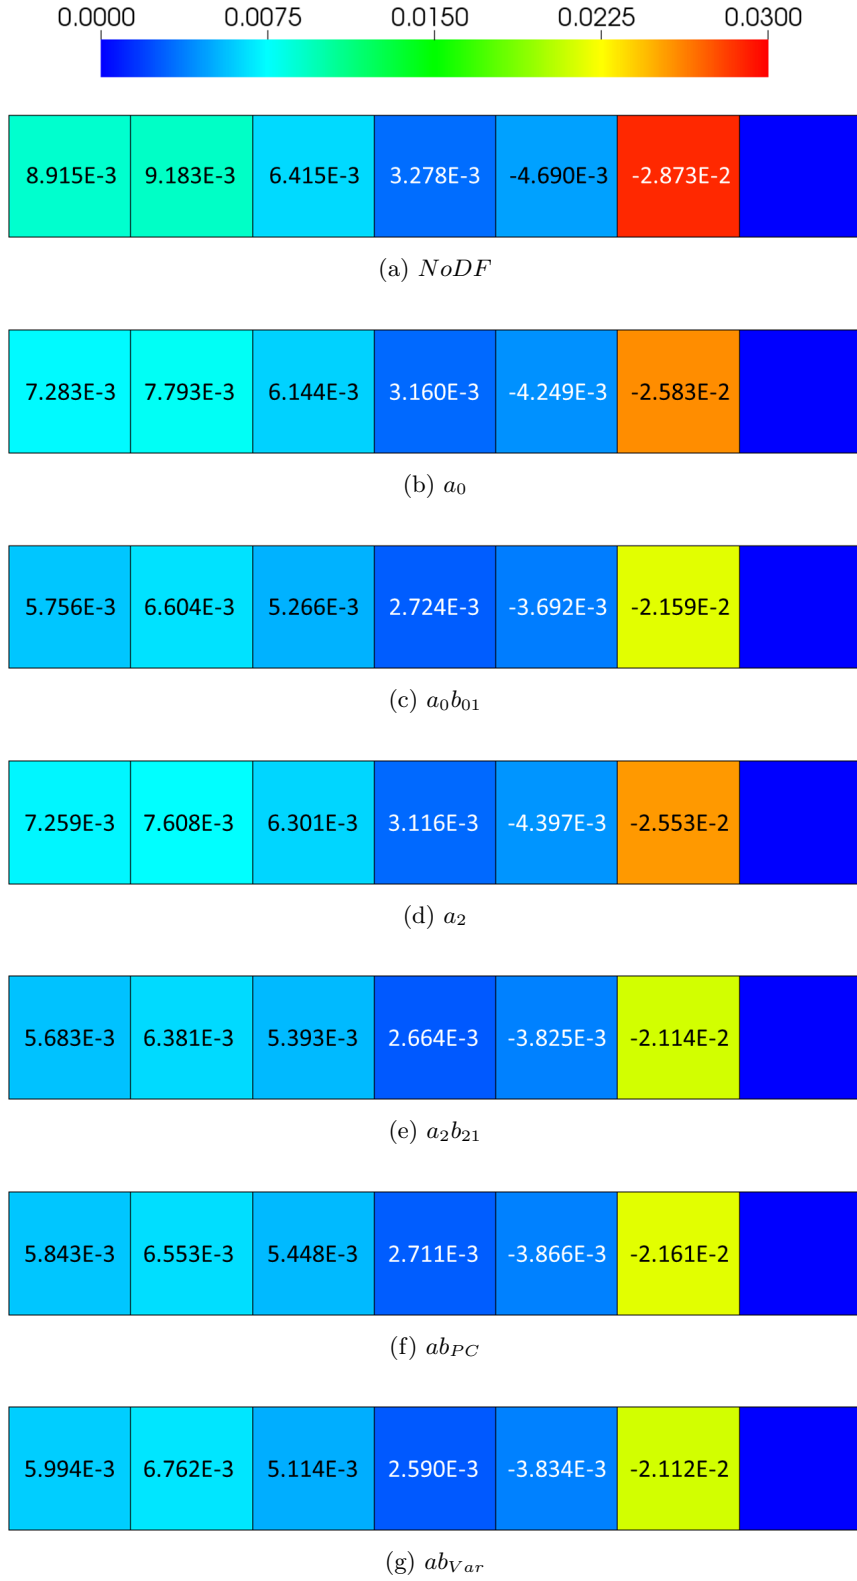 0.0000 0.0075 0.0150 0.0225 0.0300
8.915E-3 9.183E-3 6.415E-3 3.278E-3 -4.690E-3 -2.873E-2
(a) NoDF
7.283E-3 7.793E-3 6.144E-3 3.160E-3 -4.249E-3 -2.583E-2
(b) a₀
5.756E-3 6.604E-3 5.266E-3 2.724E-3 -3.692E-3 -2.159E-2
(c) a₀b₀₁
7.259E-3 7.608E-3 6.301E-3 3.116E-3 -4.397E-3 -2.553E-2
(d) a₂
5.683E-3 6.381E-3 5.393E-3 2.664E-3 -3.825E-3 -2.114E-2
(e) a₂b₂₁
5.843E-3 6.553E-3 5.448E-3 2.711E-3 -3.866E-3 -2.161E-2
(f) ab_{PC}
5.994E-3 6.762E-3 5.114E-3 2.590E-3 -3.834E-3 -2.112E-2
(g) ab_{Var}